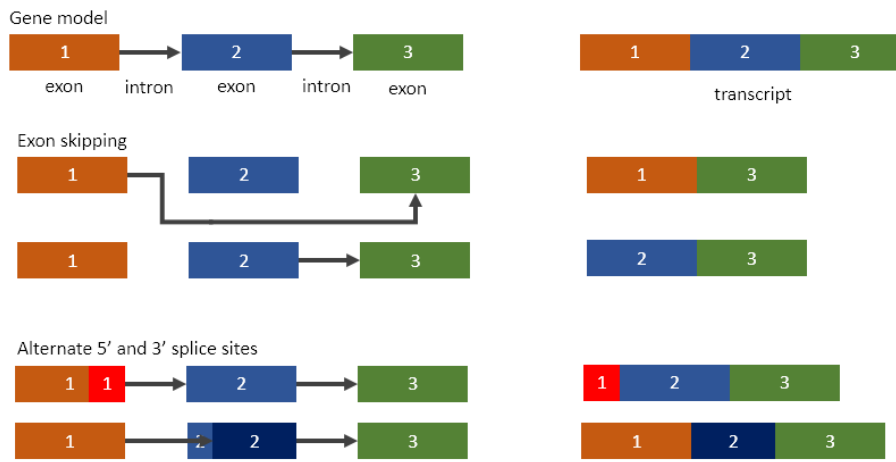 Gene model
1 2 3 1 2 3
exon intron exon intron exon
transcript
Exon skipping
1 2 3 1 3
1 2 3 2 3
Alternate 5' and 3' splice sites
1 1 2 3 1 2 3
1 2 2 3 1 2 3